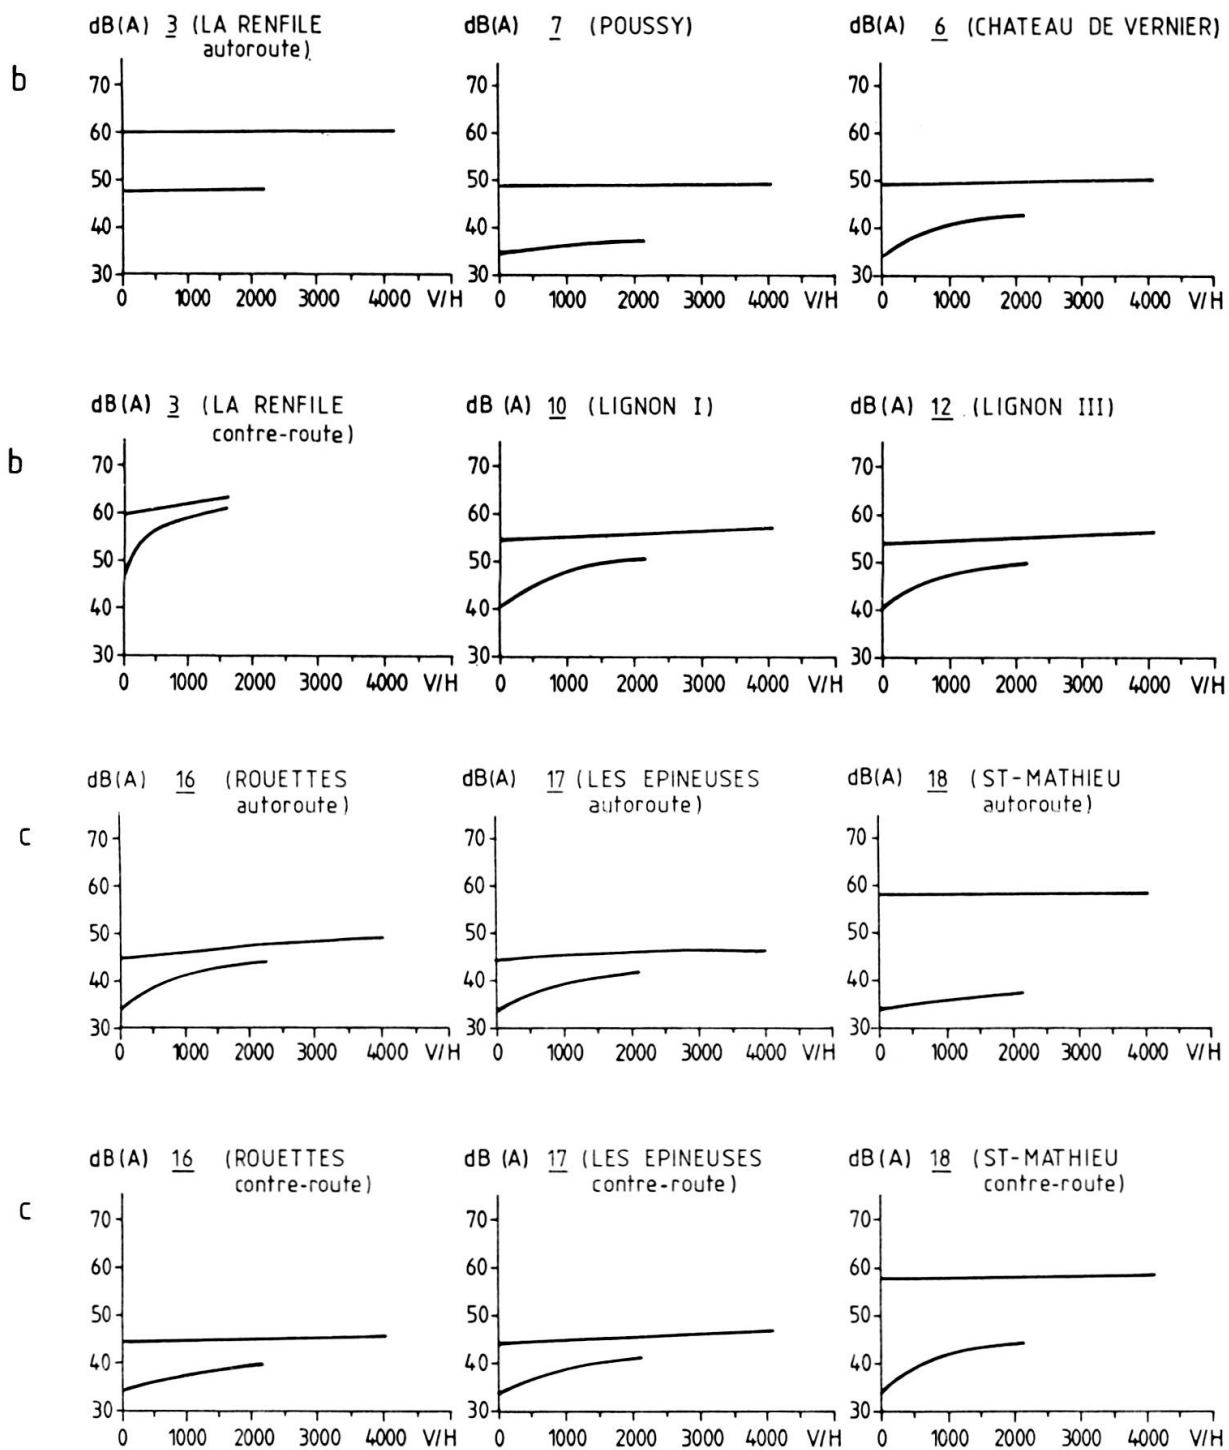 dB(A) 3 (LA RENFILE
autoroute)
dB(A) 7 (POUSSY)
dB(A) 6 (CHATEAU DE VERNIER)
b
70
60
50
40
30
0 1000 2000 3000 4000 V/H
70
60
50
40
30
0 1000 2000 3000 4000 V/H
70
60
50
40
30
0 1000 2000 3000 4000 V/H
dB(A) 3 (LA RENFILE
contre-route)
dB (A) 10 (LIGNON I)
dB(A) 12 (LIGNON III)
b
70
60
50
40
30
0 1000 2000 3000 4000 V/H
70
60
50
40
30
0 1000 2000 3000 4000 V/H
70
60
50
40
30
0 1000 2000 3000 4000 V/H
dB(A) 16 (ROUETTES
autoroute)
dB(A) 17 (LES EPINEUSES
autoroute)
dB(A) 18 (ST-MATHIEU
autoroute)
c
70
60
50
40
30
0 1000 2000 3000 4000 V/H
70
60
50
40
30
0 1000 2000 3000 4000 V/H
70
60
50
40
30
0 1000 2000 3000 4000 V/H
dB(A) 16 (ROUETTES
contre-route)
dB (A) 17 (LES EPINEUSES
contre-route)
dB(A) 18 (ST-MATHIEU
contre-route)
c
70
60
50
40
30
0 1000 2000 3000 4000 V/H
70
60
50
40
30
0 1000 2000 3000 4000 V/H
70
60
50
40
30
0 1000 2000 3000 4000 V/H